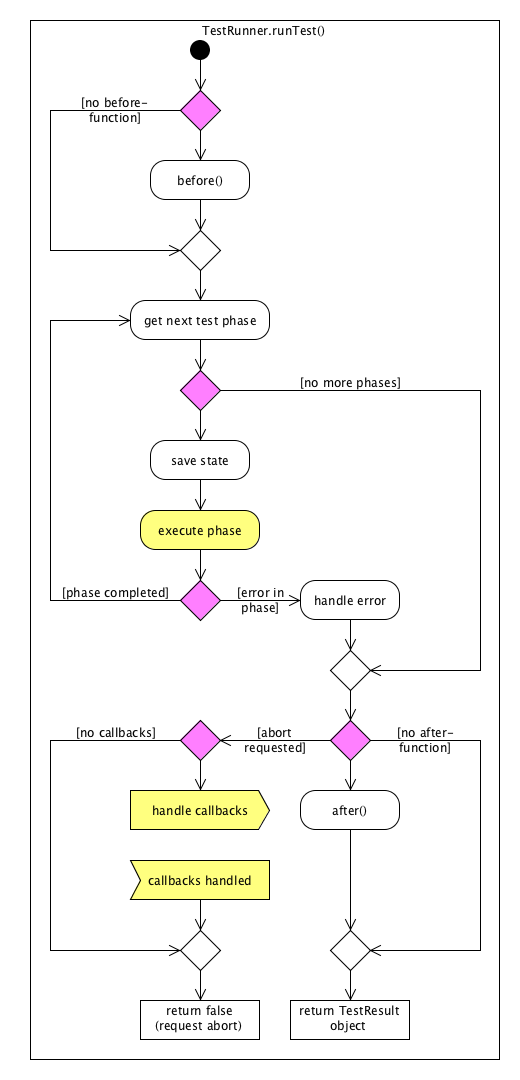 TestRunner.runTest()
[no before-
function]
before()
get next test phase
[no more phases]
save state
execute phase
[phase completed]
[error in
phase]
handle error
[no callbacks]
[abort
requested]
[no after-
function]
handle callbacks
after()
callbacks handled
return false
(request abort)
return TestResult
object